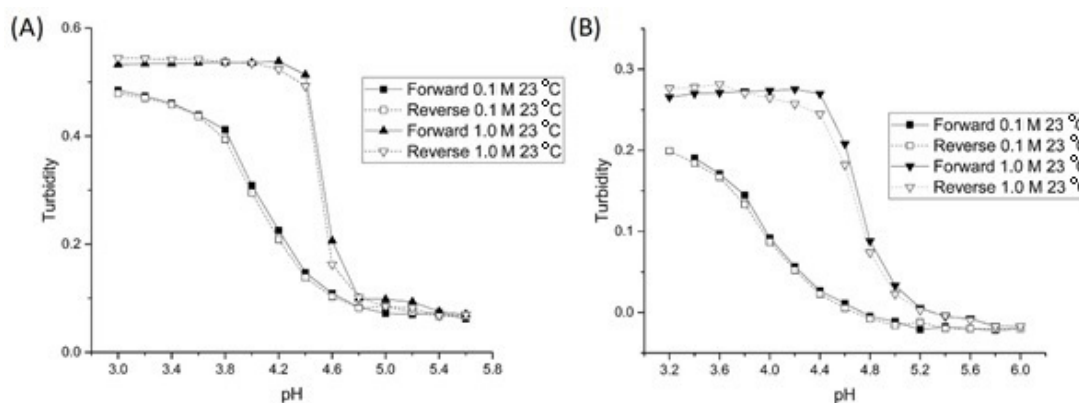 (A)
0.6
0.4
0.2
0.0
Turbidity
3.0 3.4 3.8 4.2 4.6 5.0 5.4 5.8
pH
Forward 0.1 M 23 °C
Reverse 0.1 M 23 °C
Forward 1.0 M 23 °C
Reverse 1.0 M 23 °C
(B)
0.3
0.2
0.1
0.0
Turbidity
3.2 3.6 4.0 4.4 4.8 5.2 5.6 6.0
pH
Forward 0.1 M 23 °C
Reverse 0.1 M 23 °C
Forward 1.0 M 23 °C
Reverse 1.0 M 23 °C